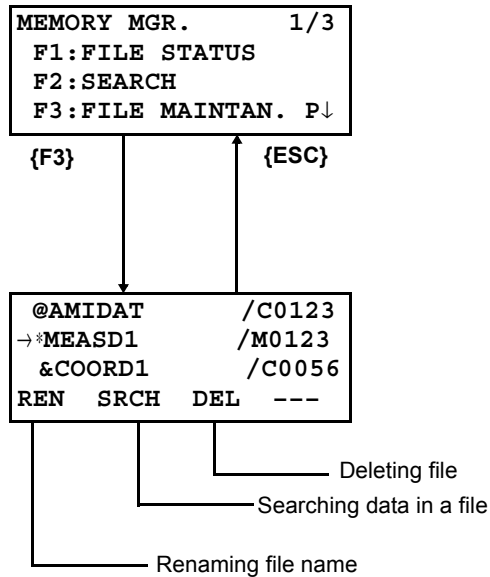 MEMORY MGR. 1/3
F1:FILE STATUS
F2:SEARCH
F3:FILE MAINTAN. P↓
{F3} {ESC}
@AMIDAT /C0123
→*MEASD1 /M0123
&COORD1 /C0056
REN SRCH DEL ---
Deleting file
Searching data in a file
Renaming file name